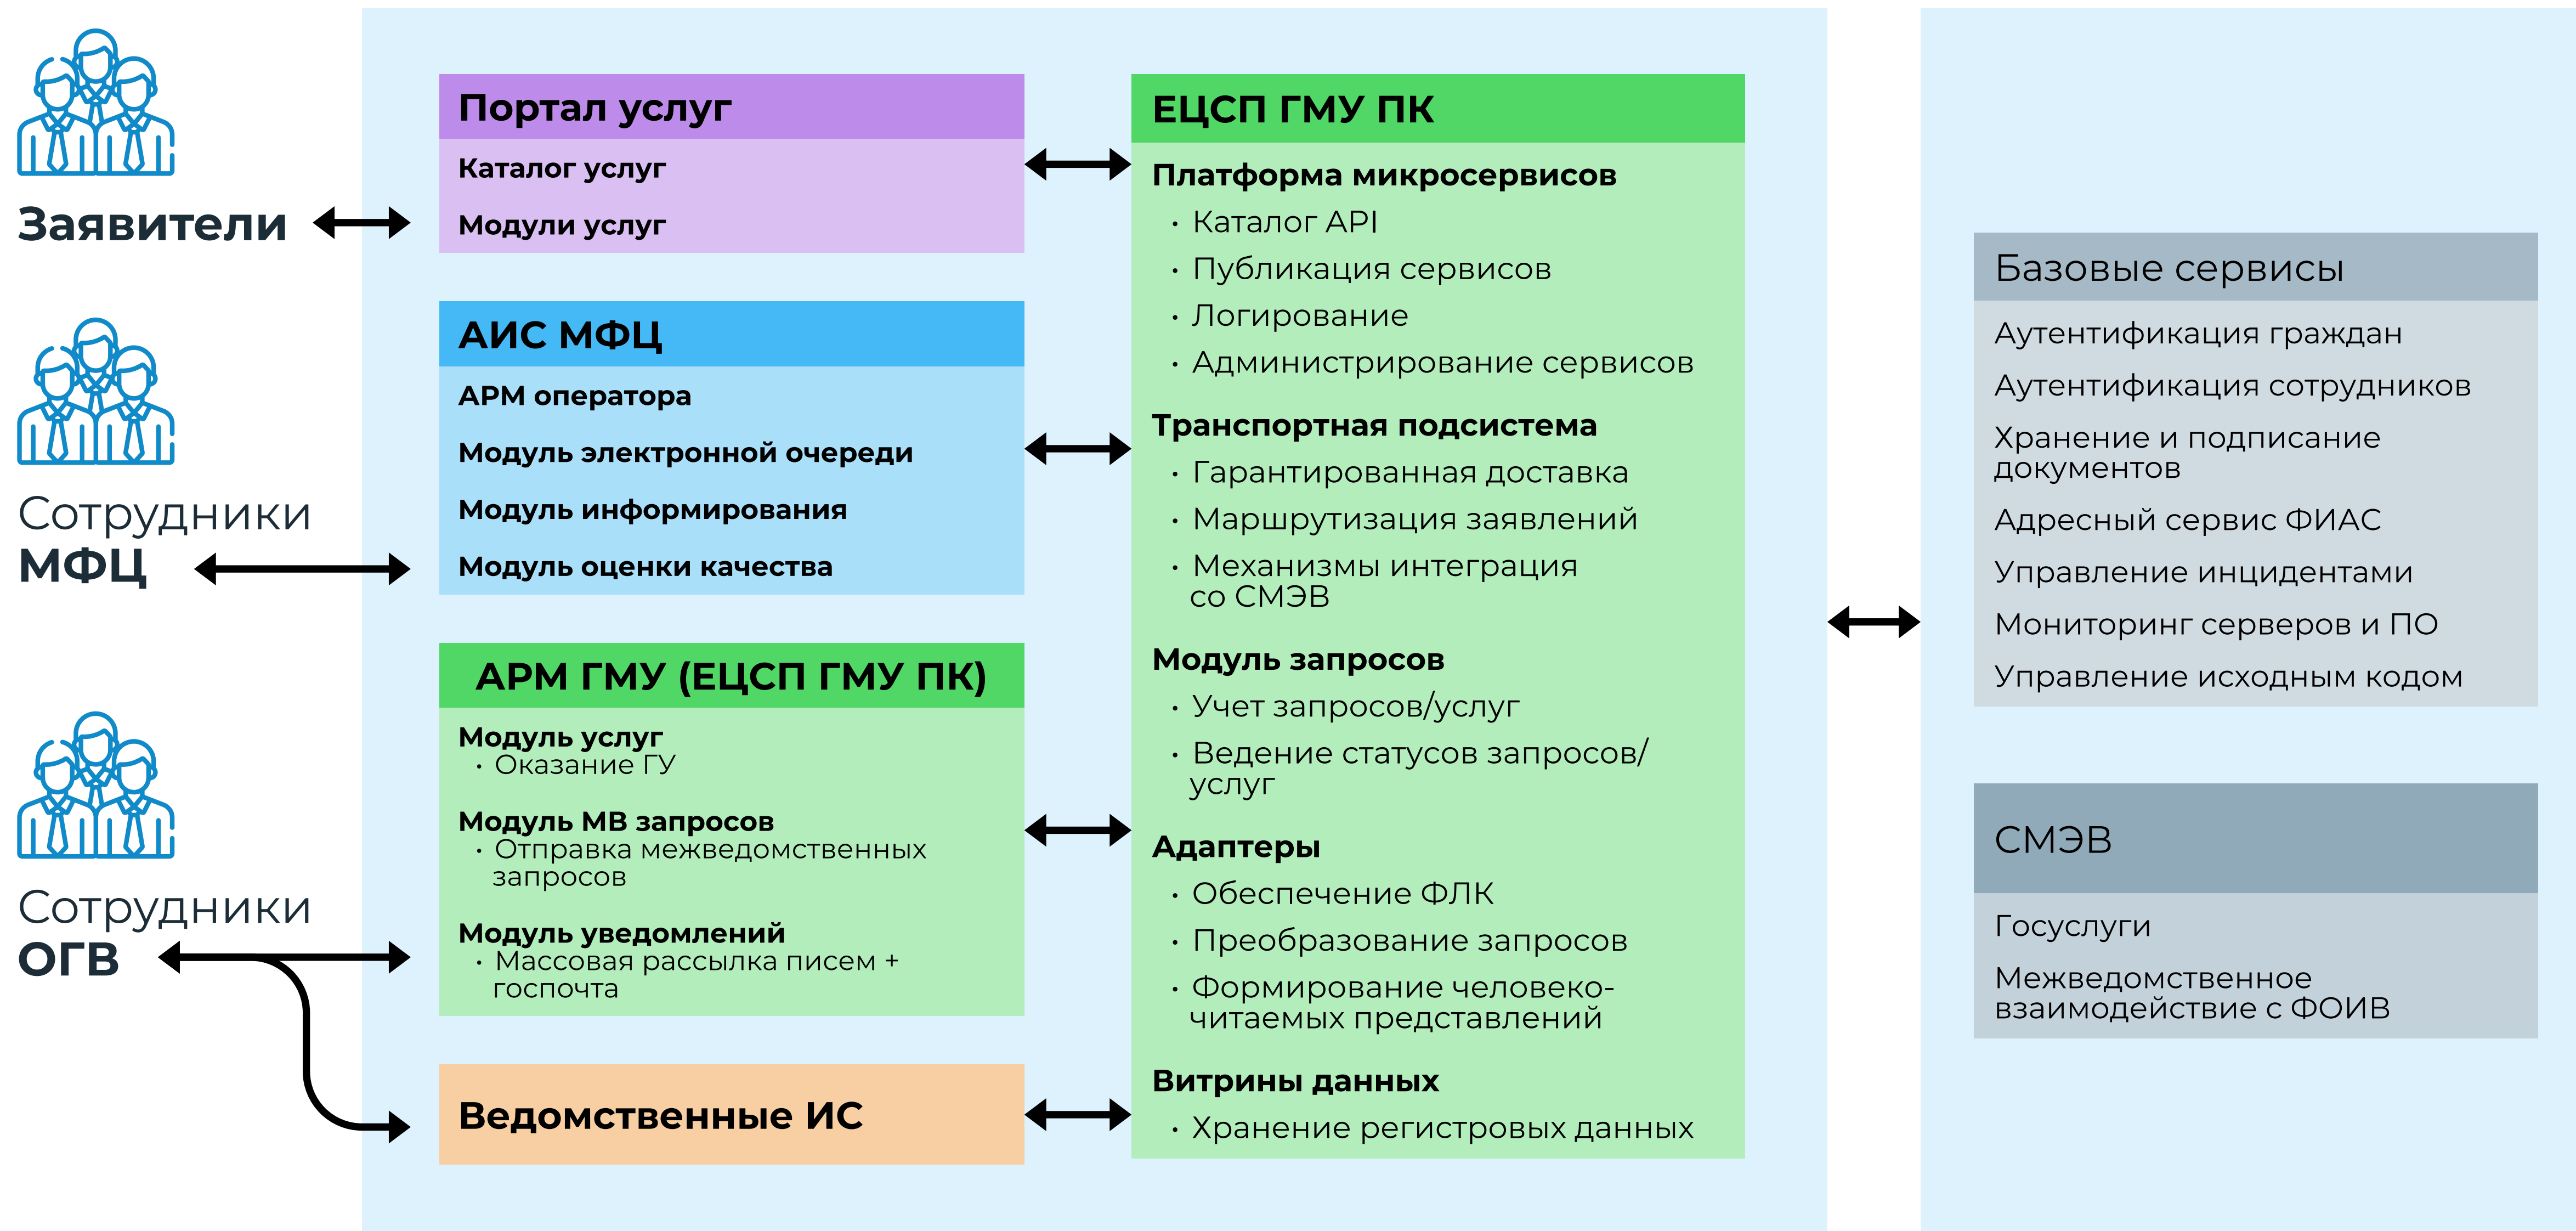 Заявители
Сотрудники
МФЦ
Сотрудники
ОГВ
Портал услуг
Каталог услуг
Модули услуг
АИС МФЦ
АРМ оператора
Модуль электронной очереди
Модуль информирования
Модуль оценки качества
АРМ ГМУ (ЕЦСП ГМУ ПК)
Модуль услуг
· Оказание ГУ
Модуль МВ запросов
· Отправка межведомственных
запросов
Модуль уведомлений
· Массовая рассылка писем +
госпочта
Ведомственные ИС
ЕЦСП ГМУ ПК
Платформа микросервисов
· Каталог API
· Публикация сервисов
· Логирование
· Администрирование сервисов
Транспортная подсистема
· Гарантированная доставка
· Маршрутизация заявлений
· Механизмы интеграция
со СМЭВ
Модуль запросов
· Учет запросов/услуг
· Ведение статусов запросов/
услуг
Адаптеры
· Обеспечение ФЛК
· Преобразование запросов
· Формирование человеко-
читаемых представлений
Витрины данных
· Хранение регистровых данных
Базовые сервисы
Аутентификация граждан
Аутентификация сотрудников
Хранение и подписание
документов
Адресный сервис ФИАС
Управление инцидентами
Мониторинг серверов и ПО
Управление исходным кодом
СМЭВ
Госуслуги
Межведомственное
взаимодействие с ФОИВ